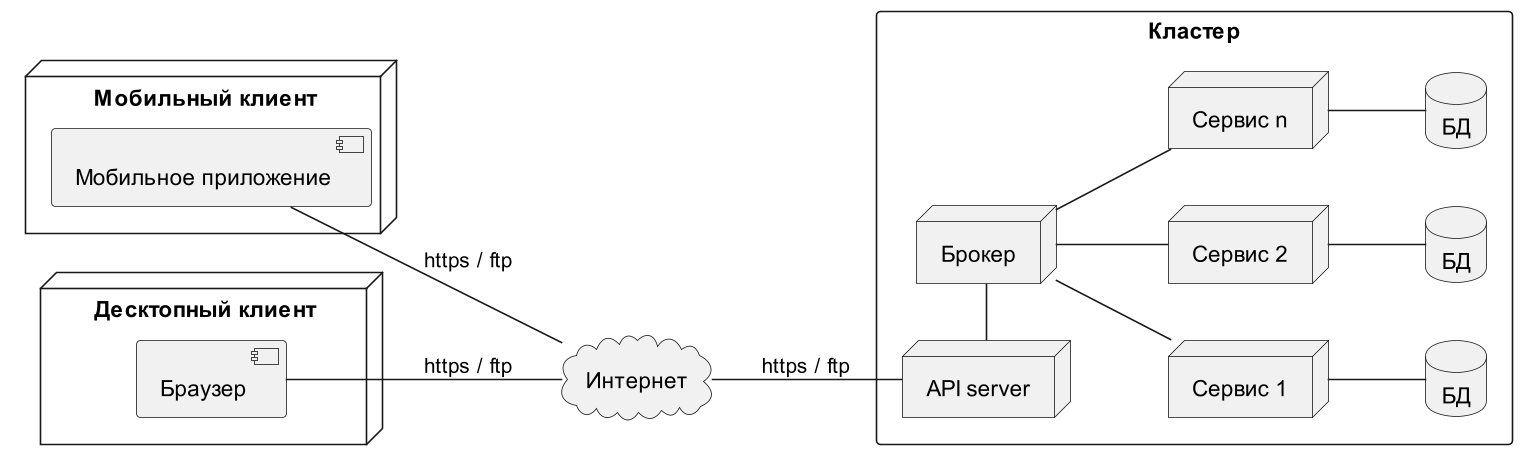 Кластер
Мобильный клиент
Мобильное приложение
Сервис n
БД
https / ftp
Брокер
Сервис 2
БД
Десктопный клиент
Браузер
https / ftp
Интернет
https / ftp
API server
Сервис 1
БД